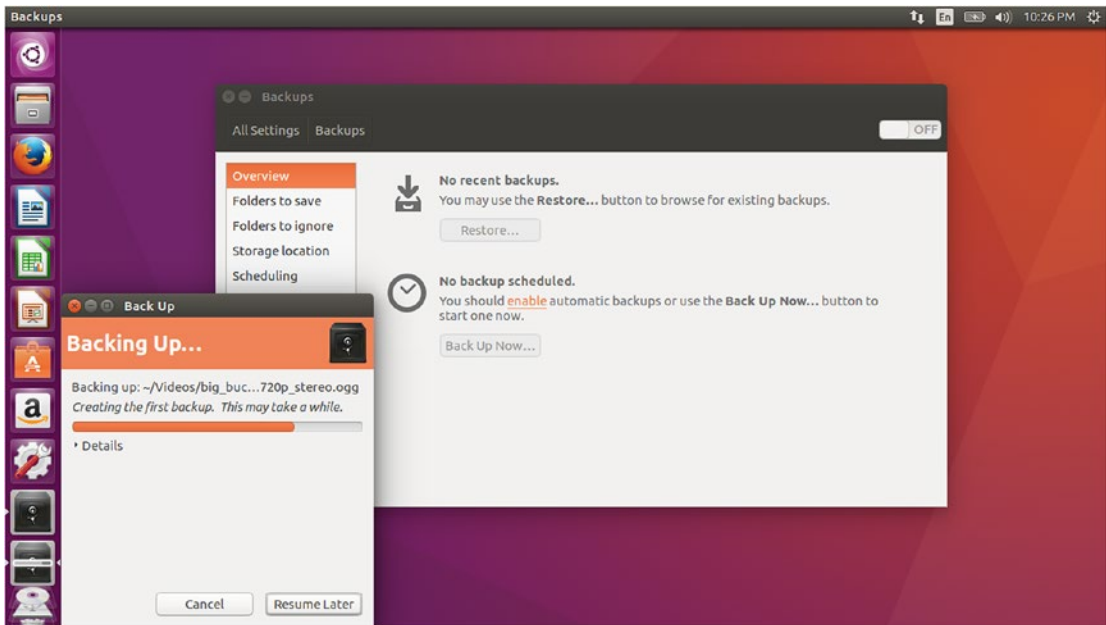 Backups
En
10:26 PM
Backups
All Settings Backups
OFF
Overview
Folders to save
Folders to ignore
Storage location
Scheduling
No recent backups.
You may use the Restore... button to browse for existing backups.
Restore...
No backup scheduled.
You should enable automatic backups or use the Back Up Now... button to
start one now.
Back Up Now...
Back Up
Backing Up...
Backing up: ~/Videos/big_buc...720p_stereo.ogg
Creating the first backup. This may take a while.
Details
Cancel
Resume Later
A
a